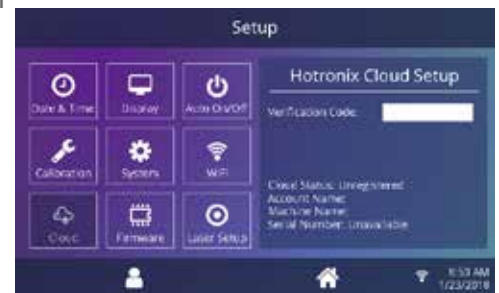 Setup
Date & Time
Display
Auto On/Off
Calibration
System
WiFi
Cloud
Firmware
Laser Setup
Hotronix Cloud Setup
Verification Code:
Cloud Status: Unregistered
Account Name:
Machine Name:
Serial Number: Unavailable
8:53 AM
1/23/2018